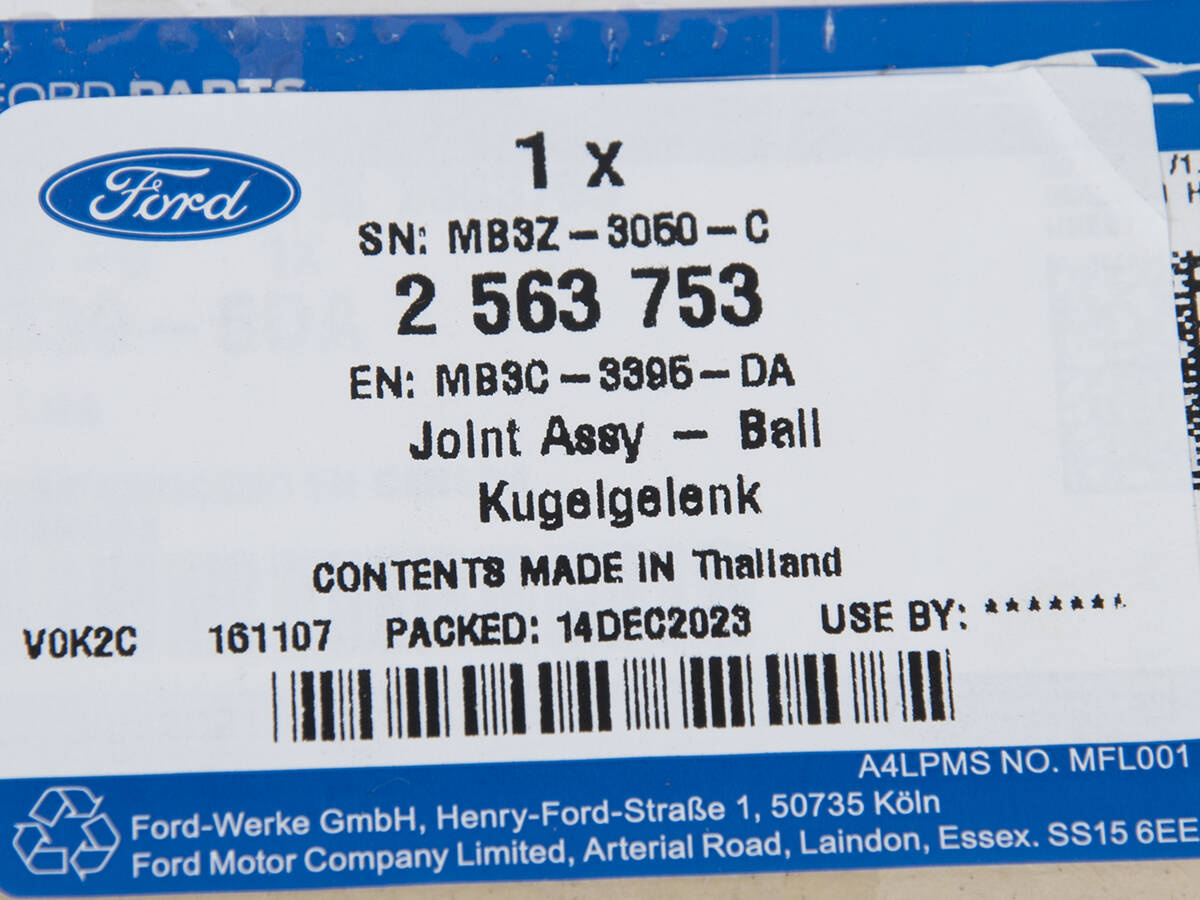 FORD PARTS
Ford
1 x
SN: MB3Z-3050-C
2 563 753
EN: MB3C-3395-DA
Joint Assy - Ball
Kugelgelenk
CONTENTS MADE IN Thailand
V0K2C 161107 PACKED: 14DEC2023 USE BY: *******
A4LPMS NO. MFL001
Ford-Werke GmbH, Henry-Ford-Straße 1, 50735 Köln
Ford Motor Company Limited, Arterial Road, Laindon, Essex. SS15 6EE